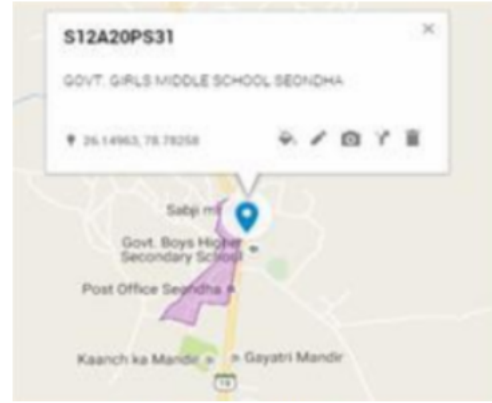 S12A20PS31
GOVT. GIRLS MIDDLE SCHOOL SEONDHA
26.14963, 78.78258
Sabji m
Govt. Boys Higher
Secondary School
Post Office Seondha
Kaanch ka Mandir
Gayatri Mandir